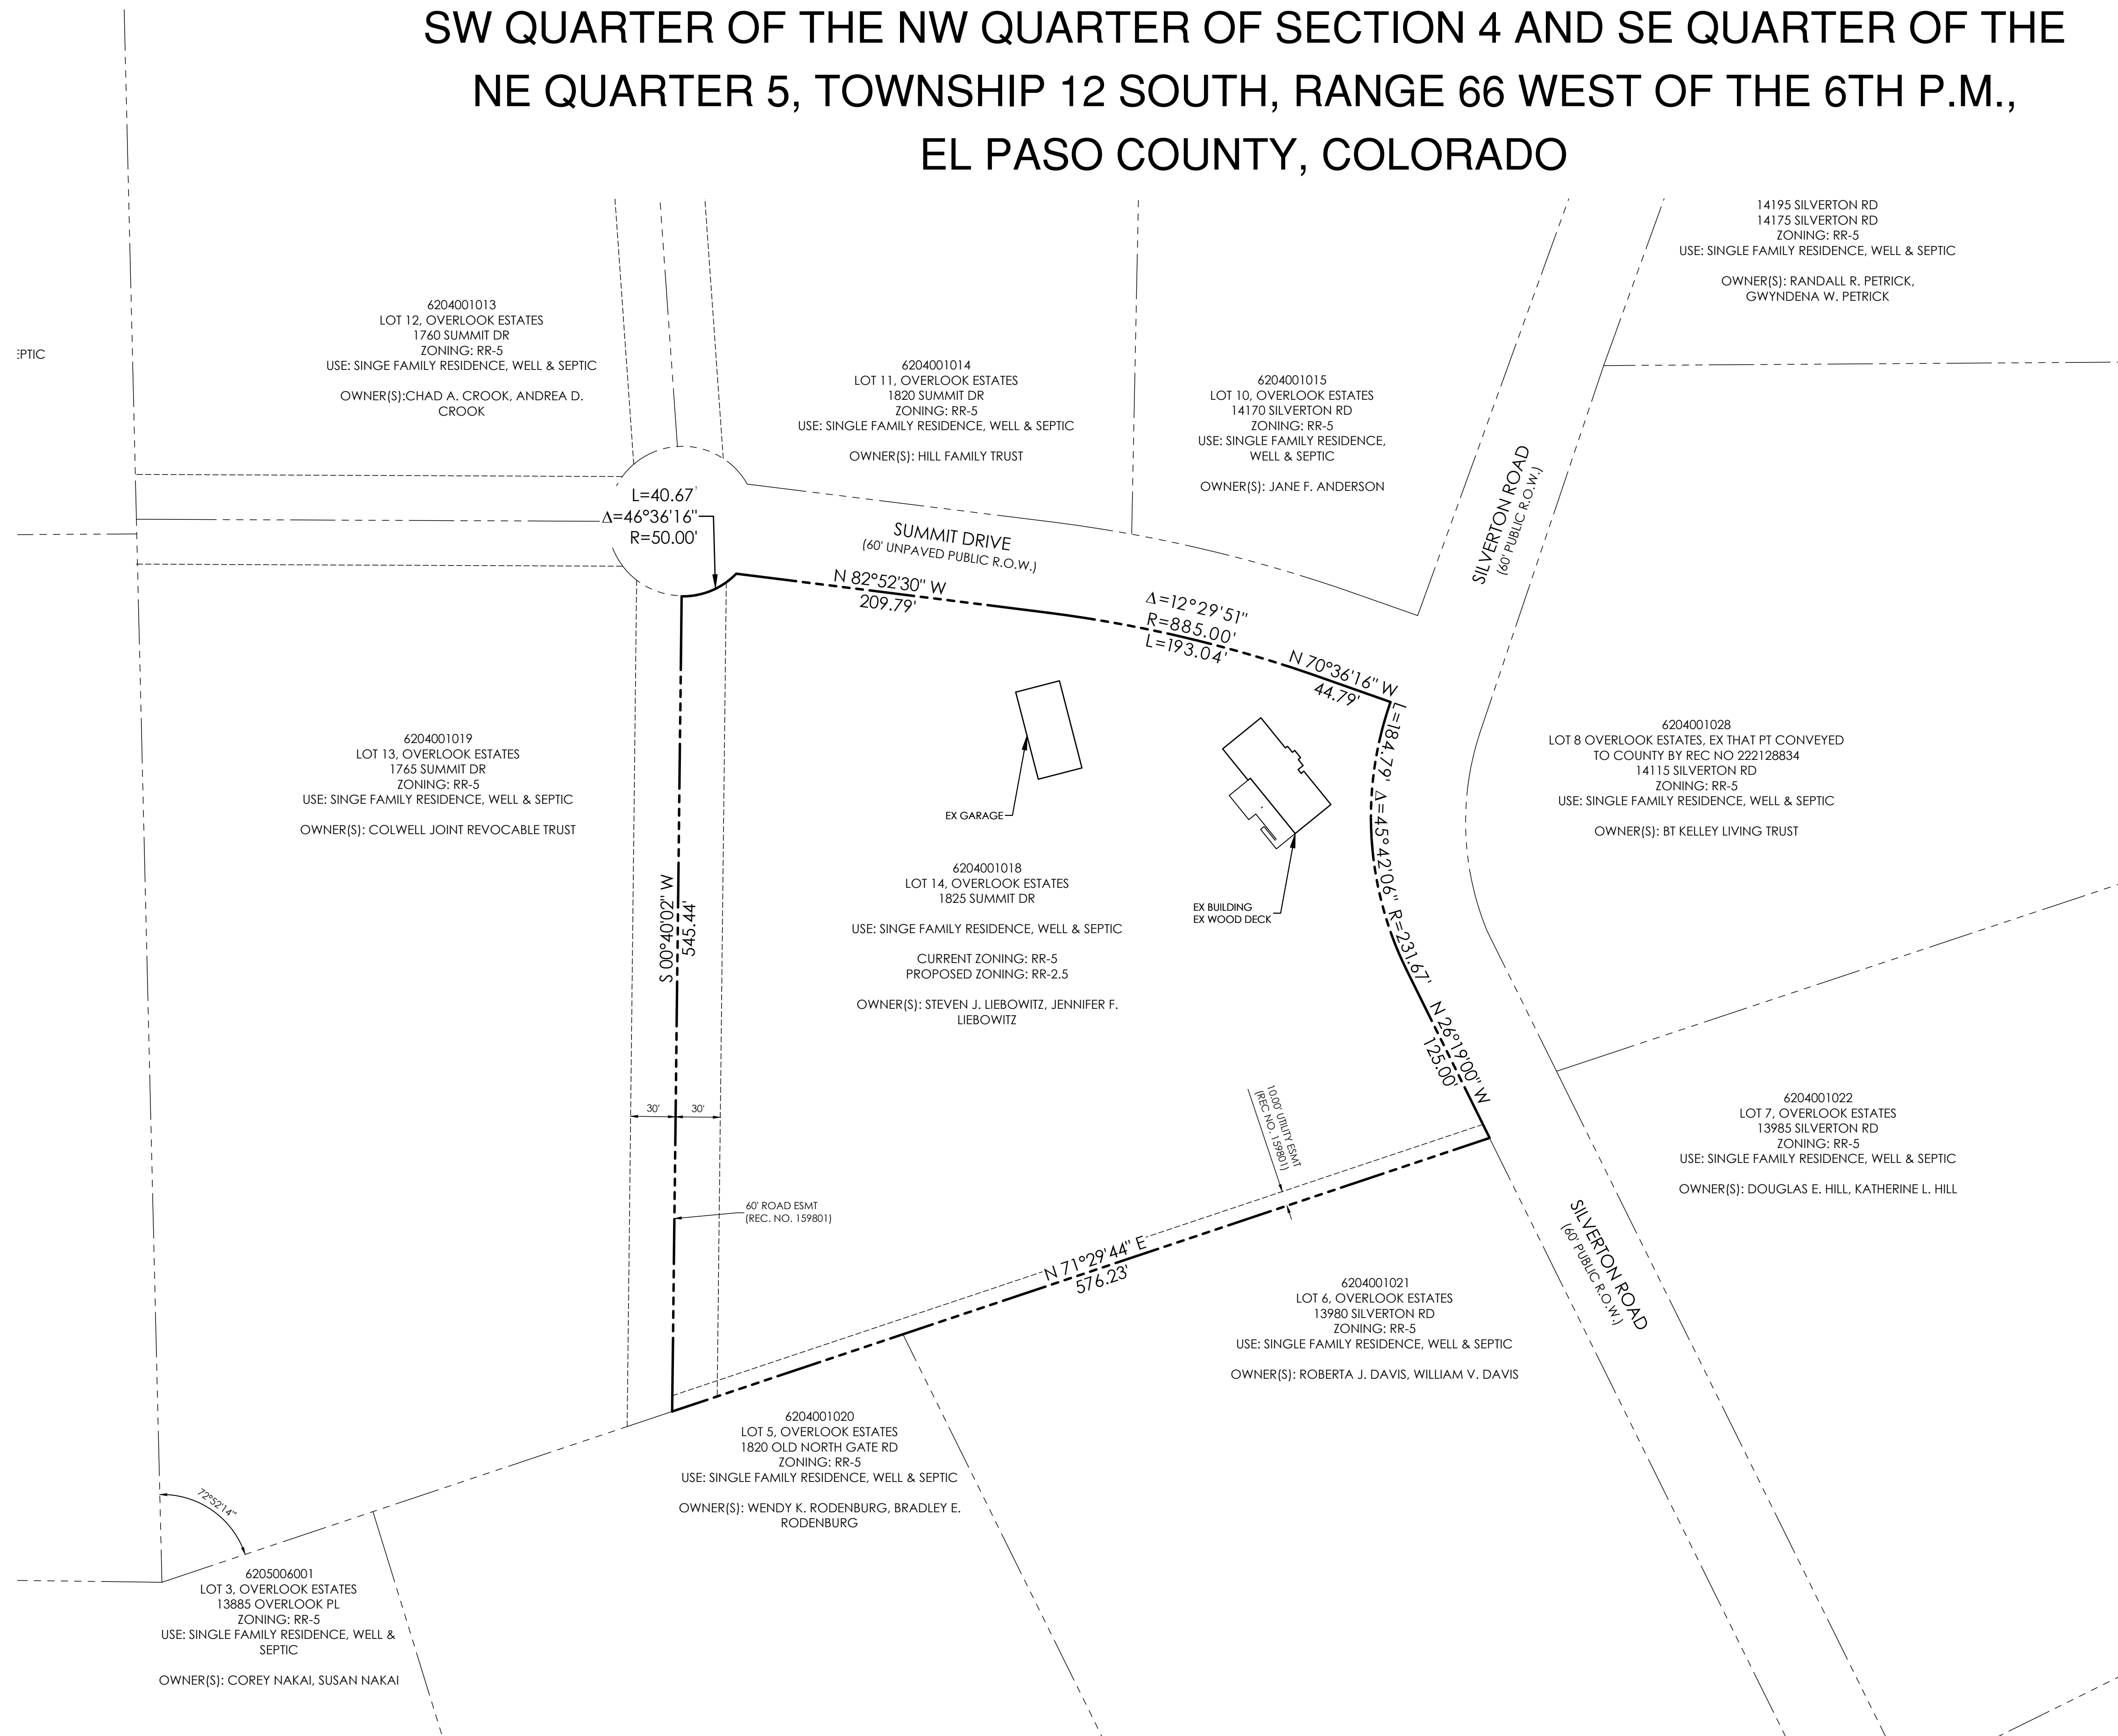 SW QUARTER OF THE NW QUARTER OF SECTION 4 AND SE QUARTER OF THE
NE QUARTER 5, TOWNSHIP 12 SOUTH, RANGE 66 WEST OF THE 6TH P.M.,
EL PASO COUNTY, COLORADO
14195 SILVERTON RD
14175 SILVERTON RD
ZONING: RR-5
USE: SINGLE FAMILY RESIDENCE, WELL & SEPTIC
OWNER(S): RANDALL R. PETRICK,
GWYNDENA W. PETRICK
6204001013
LOT 12, OVERLOOK ESTATES
1760 SUMMIT DR
ZONING: RR-5
USE: SINGE FAMILY RESIDENCE, WELL & SEPTIC
OWNER(S):CHAD A. CROOK, ANDREA D.
CROOK
EPTIC
6204001014
LOT 11, OVERLOOK ESTATES
1820 SUMMIT DR
ZONING: RR-5
USE: SINGLE FAMILY RESIDENCE, WELL & SEPTIC
OWNER(S): HILL FAMILY TRUST
6204001015
LOT 10, OVERLOOK ESTATES
14170 SILVERTON RD
ZONING: RR-5
USE: SINGLE FAMILY RESIDENCE,
WELL & SEPTIC
OWNER(S): JANE F. ANDERSON
SILVERTON ROAD
(60' PUBLIC R.O.W.)
L=40.67'
Δ=46°36'16"
R=50.00'
SUMMIT DRIVE
(60' UNPAVED PUBLIC R.O.W.)
N 82°52'30" W
209.79'
Δ=12°29'51"
R=885.00'
L=193.04'
N 70°36'16" W
44.79'
L=184.79' Δ=45°42'06" R=231.67'
6204001019
LOT 13, OVERLOOK ESTATES
1765 SUMMIT DR
ZONING: RR-5
USE: SINGE FAMILY RESIDENCE, WELL & SEPTIC
OWNER(S): COLWELL JOINT REVOCABLE TRUST
EX GARAGE
6204001028
LOT 8 OVERLOOK ESTATES, EX THAT PT CONVEYED
TO COUNTY BY REC NO 222128834
14115 SILVERTON RD
ZONING: RR-5
USE: SINGLE FAMILY RESIDENCE, WELL & SEPTIC
OWNER(S): BT KELLEY LIVING TRUST
6204001018
LOT 14, OVERLOOK ESTATES
1825 SUMMIT DR
USE: SINGE FAMILY RESIDENCE, WELL & SEPTIC
CURRENT ZONING: RR-5
PROPOSED ZONING: RR-2.5
OWNER(S): STEVEN J. LIEBOWITZ, JENNIFER F.
LIEBOWITZ
EX BUILDING
EX WOOD DECK
S 00°40'02" W
545.44'
N 26°19'00" W
125.00'
30'
30'
10.00' UTILITY ESMT
(REC NO. 159801)
6204001022
LOT 7, OVERLOOK ESTATES
13985 SILVERTON RD
ZONING: RR-5
USE: SINGLE FAMILY RESIDENCE, WELL & SEPTIC
OWNER(S): DOUGLAS E. HILL, KATHERINE L. HILL
60' ROAD ESMT
(REC. NO. 159801)
SILVERTON ROAD
(60' PUBLIC R.O.W.)
N 71°29'44" E
576.23'
6204001021
LOT 6, OVERLOOK ESTATES
13980 SILVERTON RD
ZONING: RR-5
USE: SINGLE FAMILY RESIDENCE, WELL & SEPTIC
OWNER(S): ROBERTA J. DAVIS, WILLIAM V. DAVIS
6204001020
LOT 5, OVERLOOK ESTATES
1820 OLD NORTH GATE RD
ZONING: RR-5
USE: SINGLE FAMILY RESIDENCE, WELL & SEPTIC
OWNER(S): WENDY K. RODENBURG, BRADLEY E.
RODENBURG
72°52'14"
6205006001
LOT 3, OVERLOOK ESTATES
13885 OVERLOOK PL
ZONING: RR-5
USE: SINGLE FAMILY RESIDENCE, WELL &
SEPTIC
OWNER(S): COREY NAKAI, SUSAN NAKAI